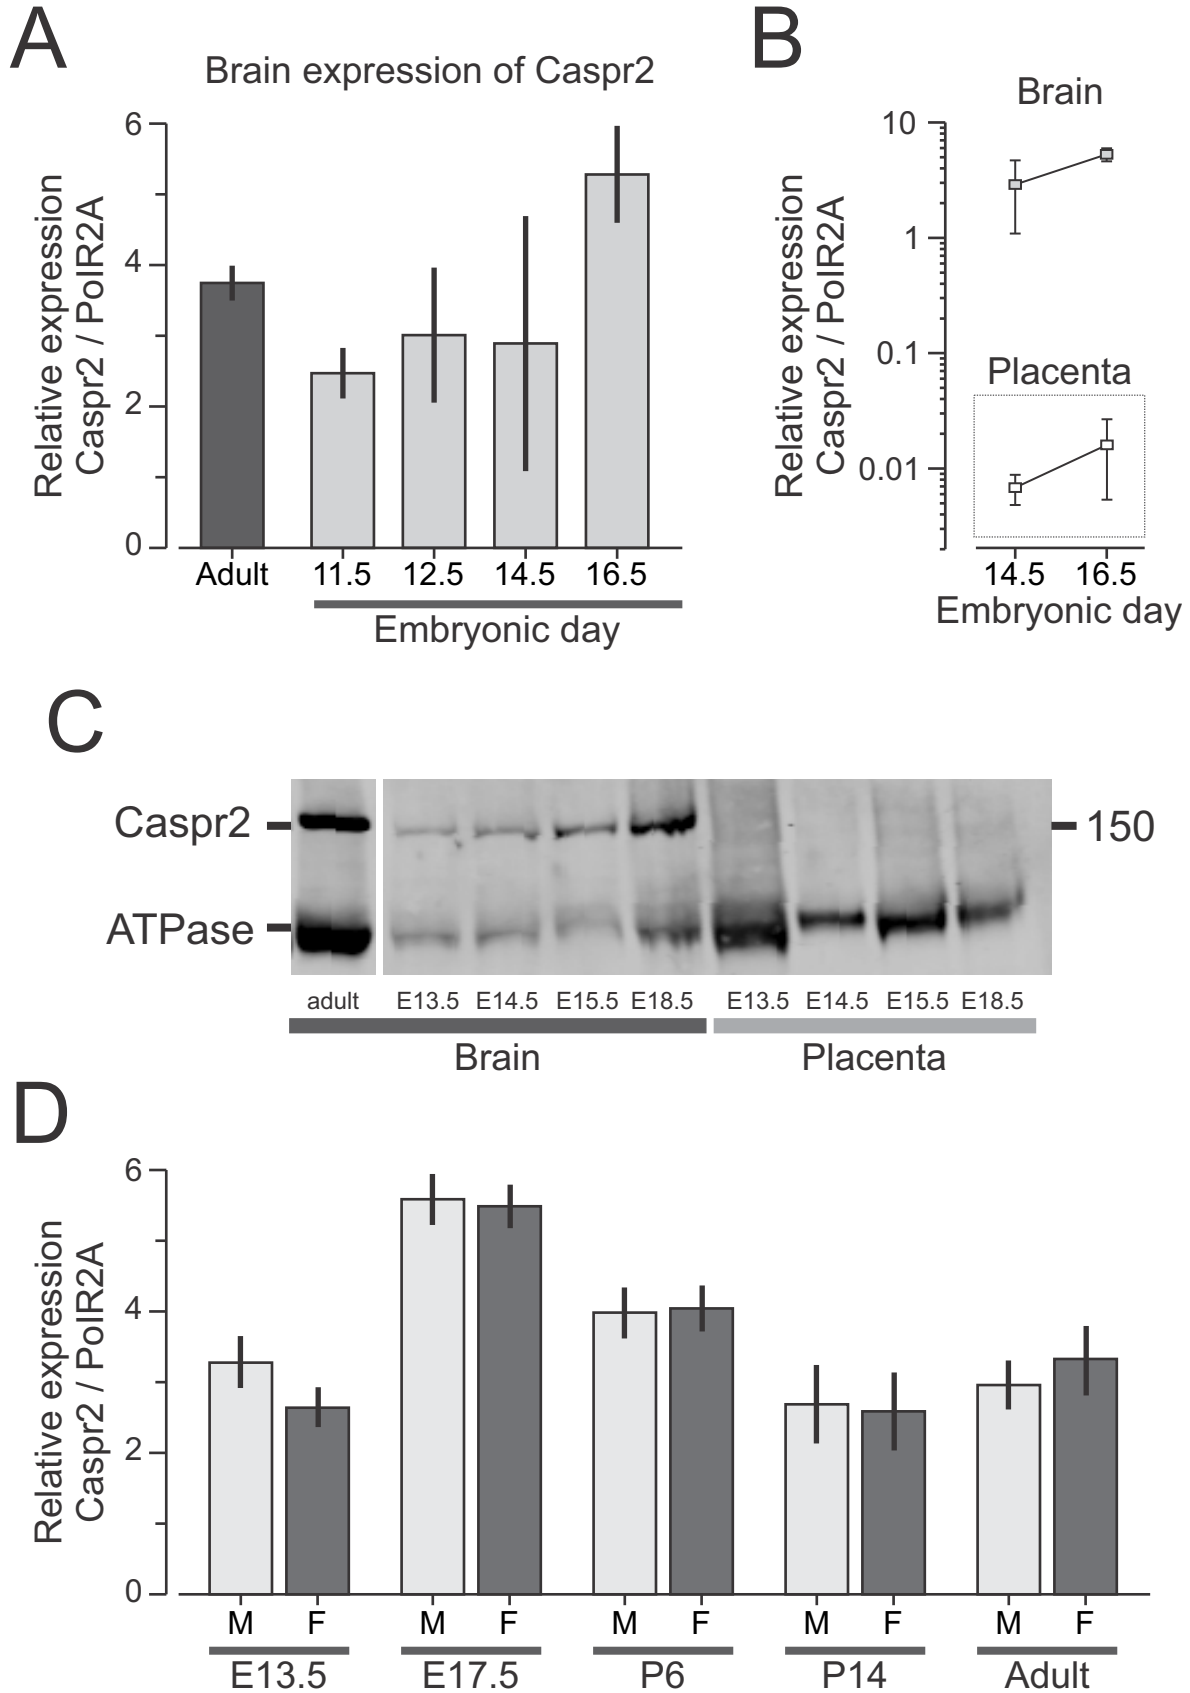 A
Brain expression of Caspr2
Relative expression
Caspr2 / PolR2A
6
4
2
0
Adult
11.5 12.5 14.5 16.5
Embryonic day
B
Brain
Relative expression
Caspr2 / PolR2A
10
1
0.1
0.01
Placenta
14.5 16.5
Embryonic day
C
Caspr2
150
ATPase
adult E13.5 E14.5 E15.5 E18.5 E13.5 E14.5 E15.5 E18.5
Brain Placenta
D
Relative expression
Caspr2 / PolR2A
6
4
2
0
M F M F M F M F M F
E13.5 E17.5 P6 P14 Adult